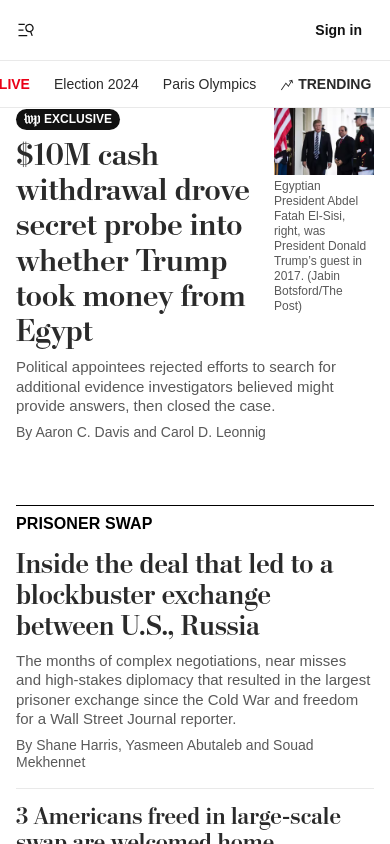 Sign in
LIVE Election 2024 Paris Olympics TRENDING
wp EXCLUSIVE
$10M cash
withdrawal drove
secret probe into
whether Trump
took money from
Egypt
Egyptian
President Abdel
Fatah El-Sisi,
right, was
President Donald
Trump's guest in
2017. (Jabin
Botsford/The
Post)
Political appointees rejected efforts to search for
additional evidence investigators believed might
provide answers, then closed the case.
By Aaron C. Davis and Carol D. Leonnig
PRISONER SWAP
Inside the deal that led to a
blockbuster exchange
between U.S., Russia
The months of complex negotiations, near misses
and high-stakes diplomacy that resulted in the largest
prisoner exchange since the Cold War and freedom
for a Wall Street Journal reporter.
By Shane Harris, Yasmeen Abutaleb and Souad
Mekhennet
3 Americans freed in large-scale
swap are welcomed home